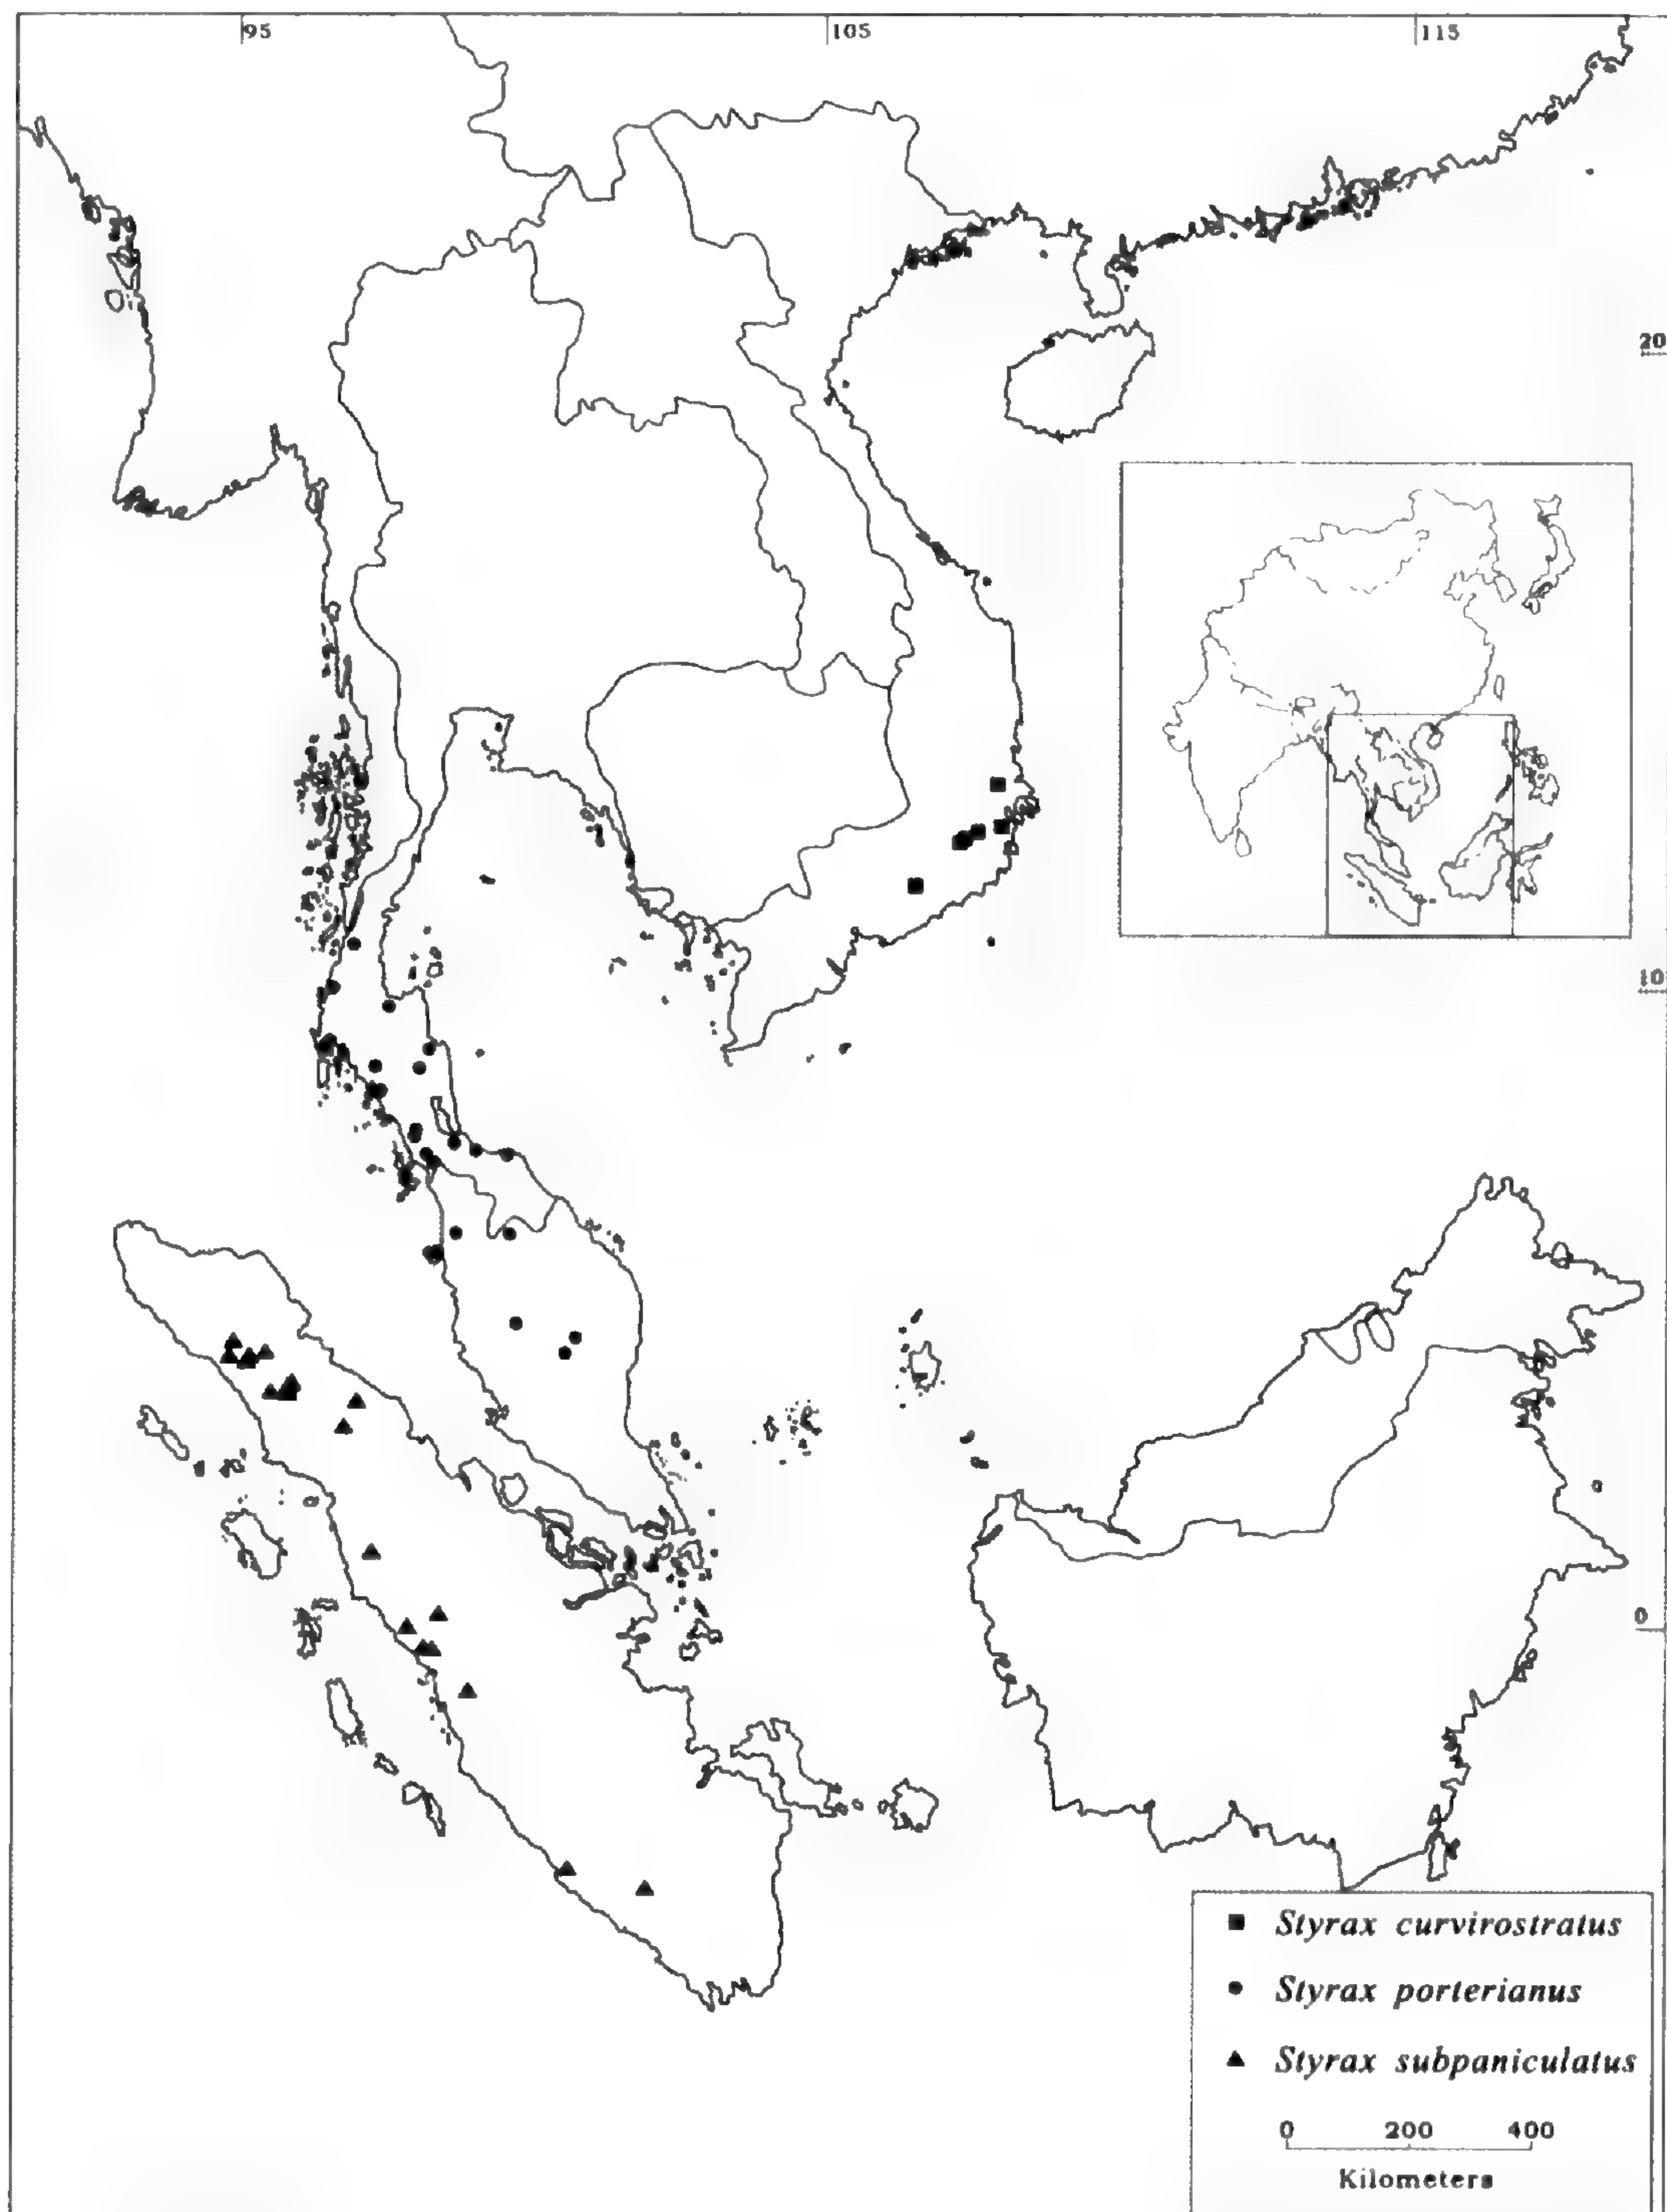 95
105
115
20
10
0
Styrax curvirostratus
Styrax porterianus
Styrax subpaniculatus
0 200 400
Kilometers